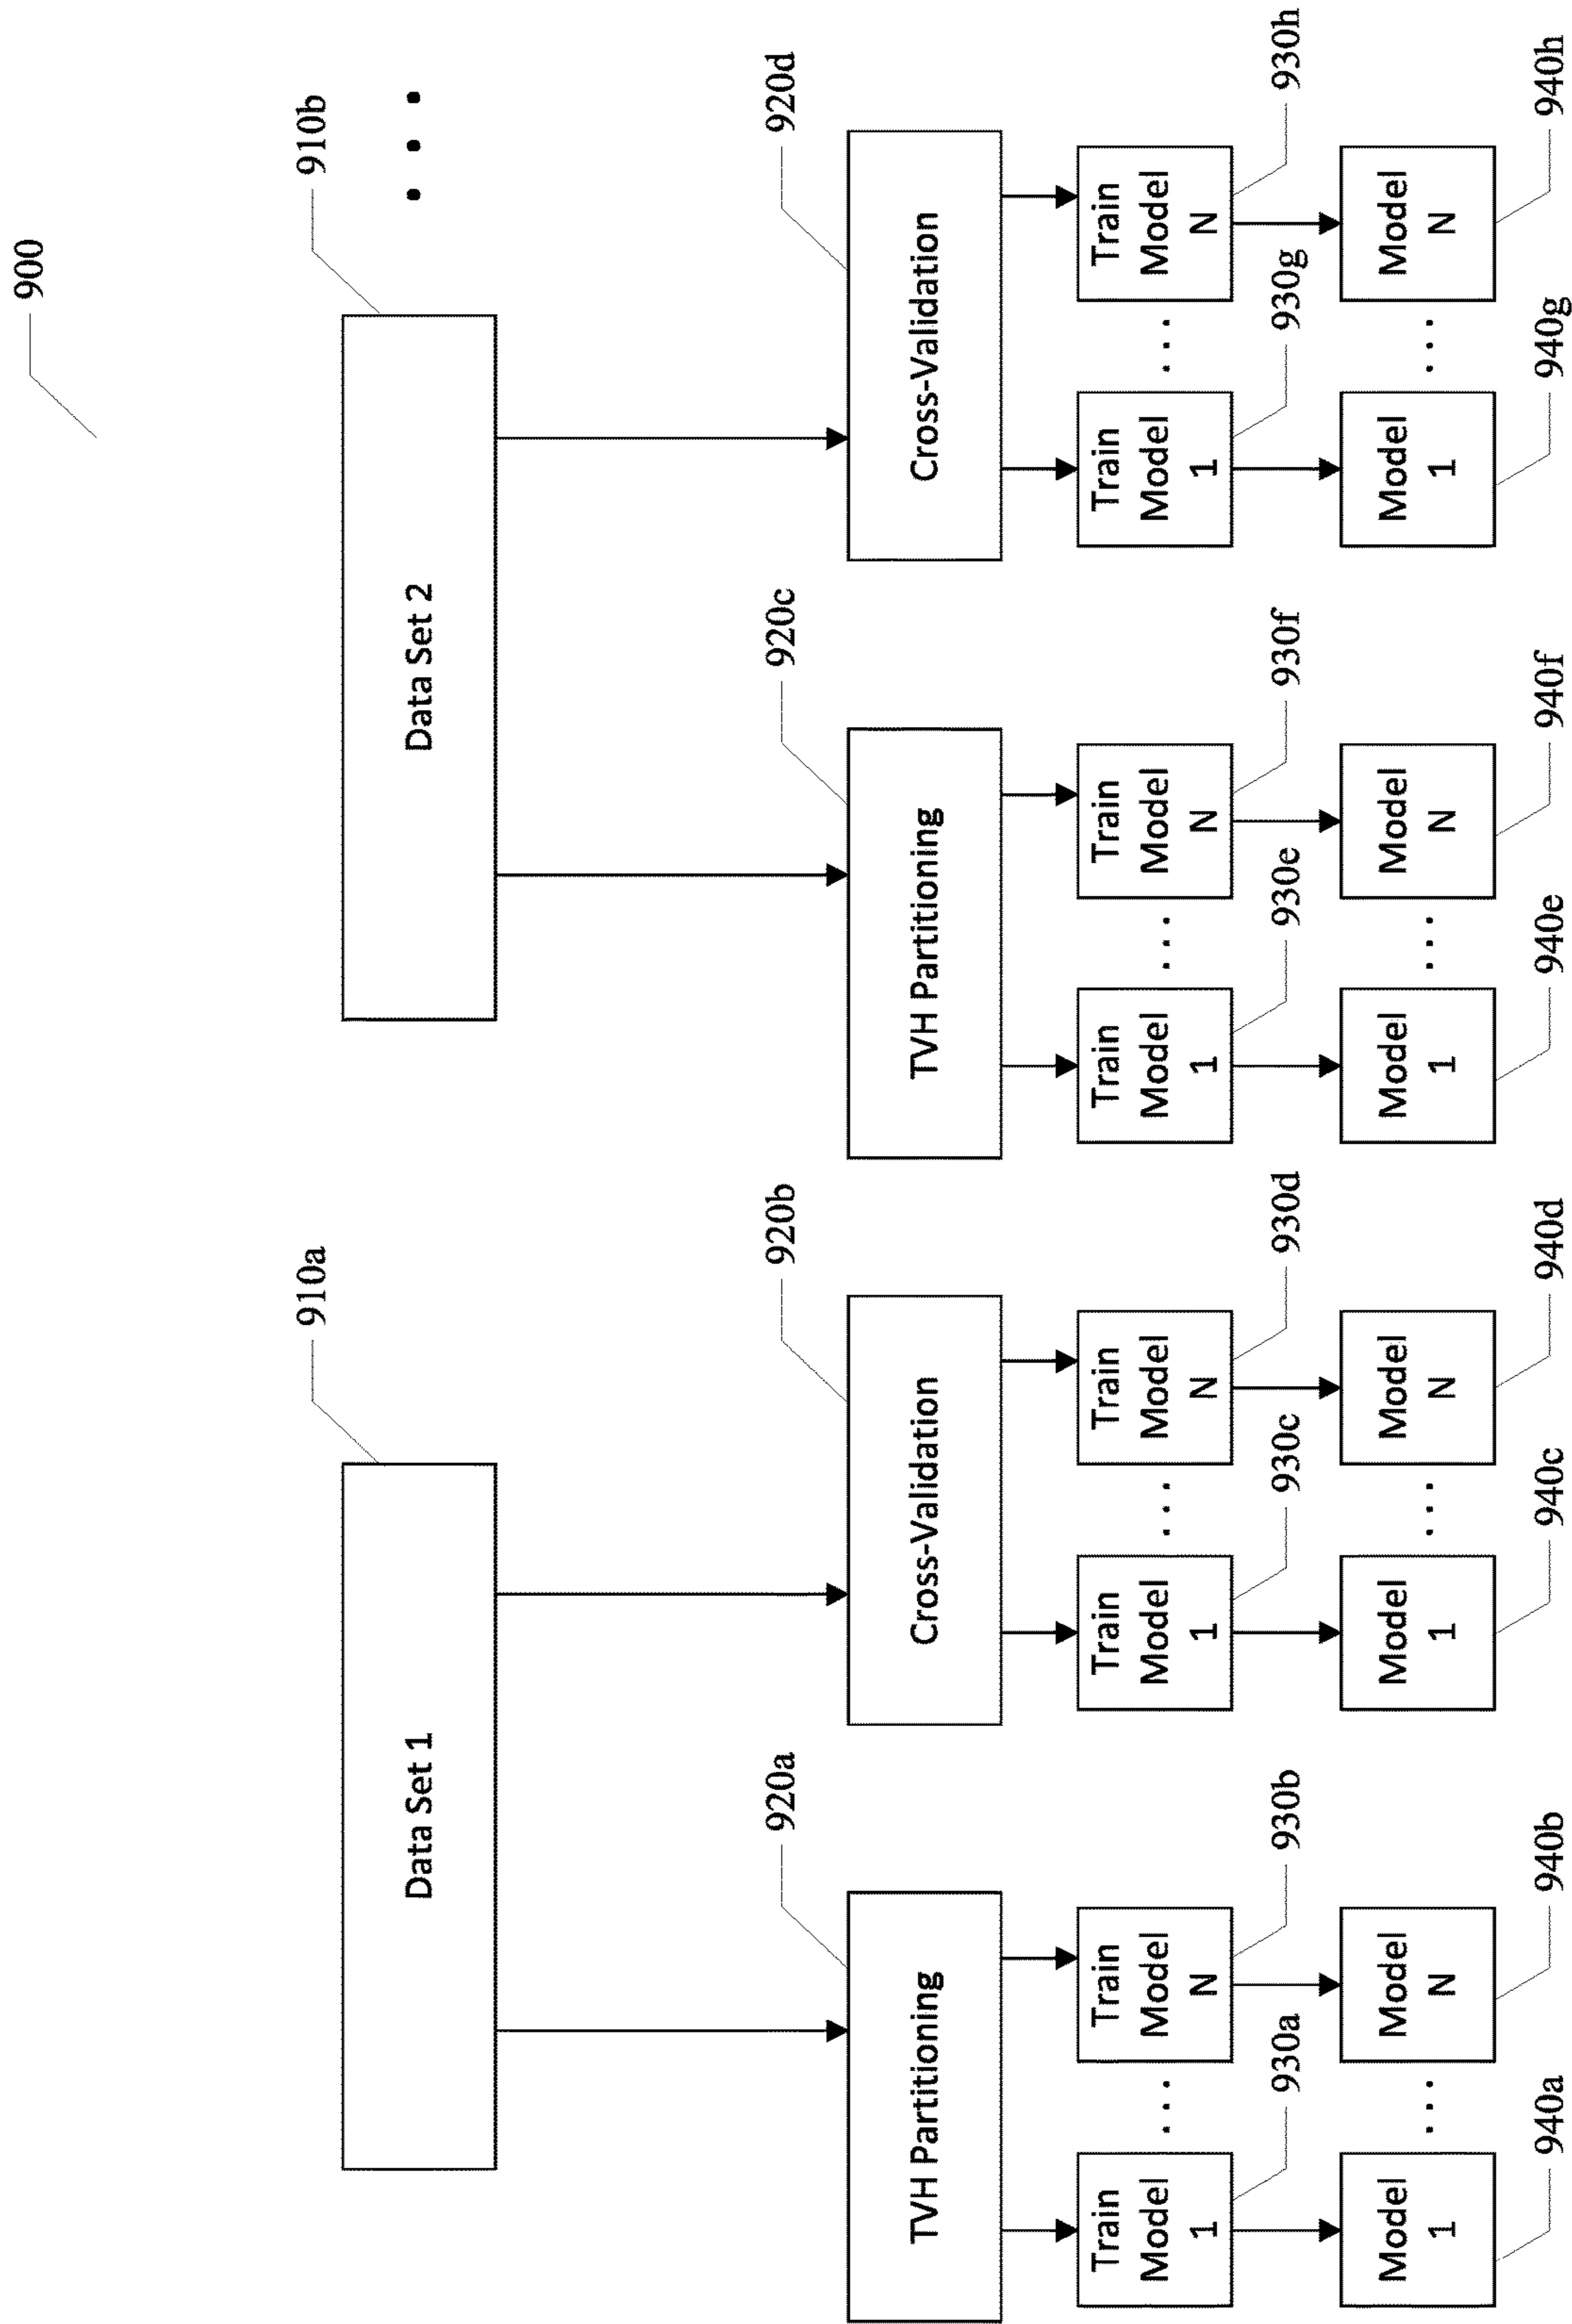 900
910a
910b
Data Set 1
Data Set 2
• • •
920a
920b
920c
920d
TVH Partitioning
Cross-Validation
TVH Partitioning
Cross-Validation
Train
Model
1
...
Train
Model
N
Train
Model
1
...
Train
Model
N
Train
Model
1
...
Train
Model
N
Train
Model
1
...
Train
Model
N
930a
930b
930c
930d
930e
930f
930g
930h
Model
1
...
Model
N
Model
1
...
Model
N
Model
1
...
Model
N
Model
1
...
Model
N
940a
940b
940c
940d
940e
940f
940g
940h